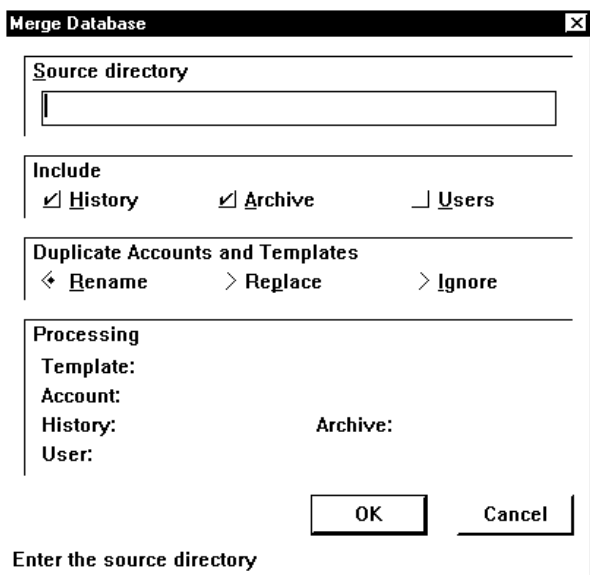 Merge Database
Source directory
Include
History Archive Users
Duplicate Accounts and Templates
Rename Replace Ignore
Processing
Template:
Account:
History: Archive:
User:
OK Cancel
Enter the source directory